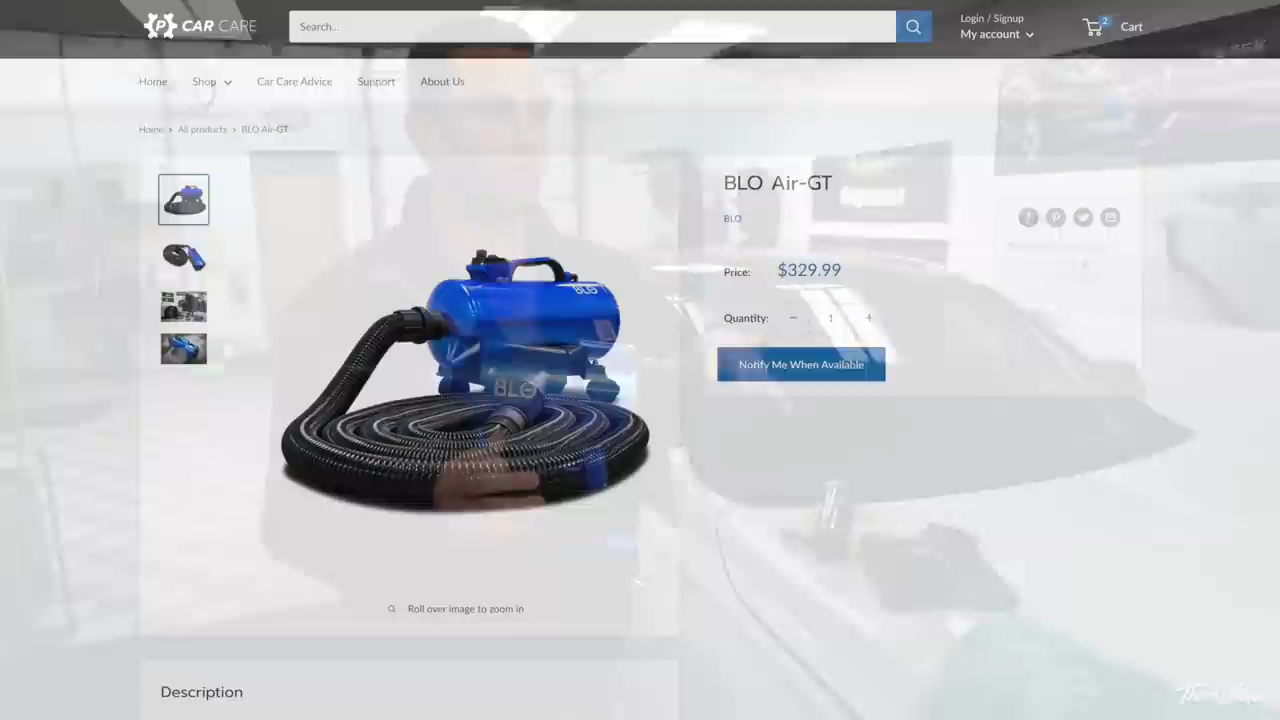 P CAR CARE
Search...
Login / Signup
My account
2
Cart
Home
Shop
Car Care Advice
Support
About Us
Home > All products > BLO Air-GT
BLO Air-GT
BLO
Price: $329.99
Quantity: − 1 +
Notify Me When Available
BLO
BLO
Roll over image to zoom in
Description